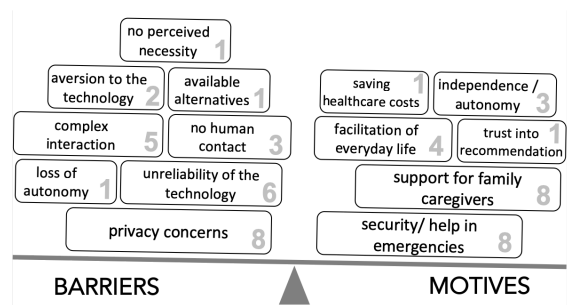 no perceived
necessity 1
aversion to the
technology 2
available
alternatives 1
complex
interaction 5
no human
contact 3
loss of
autonomy 1
unreliability of the
technology 6
privacy concerns 8
BARRIERS
saving
healthcare costs 1
independence /
autonomy 3
facilitation of
everyday life 4
trust into
recommendation 1
support for family
caregivers 8
security/ help in
emergencies 8
MOTIVES